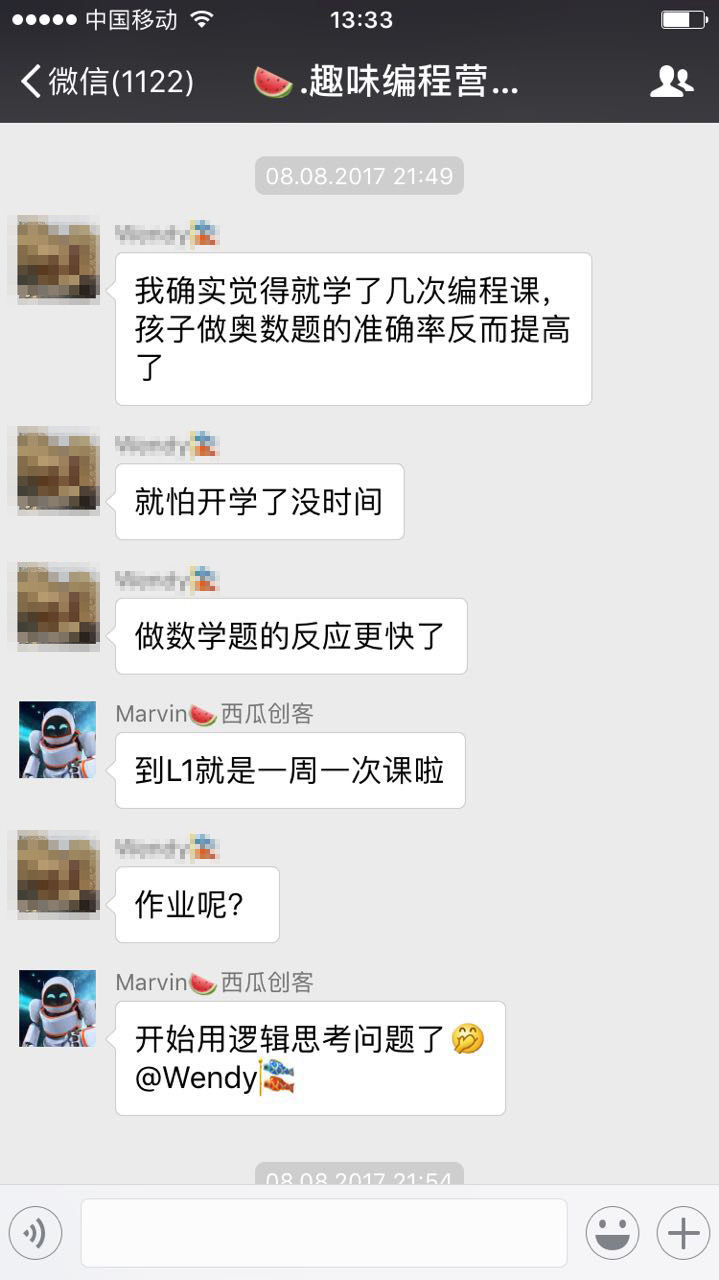 中国移动
13:33
微信(1122)
🍉.趣味编程营...
08.08.2017 21:49
Wendy🎏
我确实觉得就学了几次编程课,
孩子做奥数题的准确率反而提高
了
Wendy🎏
就怕开学了没时间
Wendy🎏
做数学题的反应更快了
Marvin🍉西瓜创客
到L1就是一周一次课啦
Wendy🎏
作业呢?
Marvin🍉西瓜创客
开始用逻辑思考问题了🤭
@Wendy🎏
08.08.2017 21:54